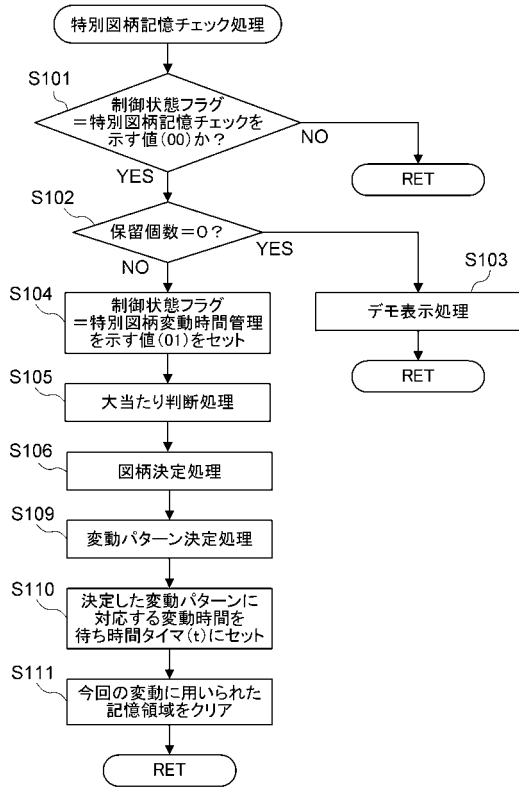 特別図柄記憶チェック処理
S101
制御状態フラグ
＝特別図柄記憶チェックを
示す値(00)か？
NO
YES
RET
S102
保留個数＝0？
YES
NO
S103
デモ表示処理
RET
S104
制御状態フラグ
＝特別図柄変動時間管理
を示す値(01)をセット
S105
大当たり判断処理
S106
図柄決定処理
S109
変動パターン決定処理
S110
決定した変動パターンに
対応する変動時間を
待ち時間タイマ(t)にセット
S111
今回の変動に用いられた
記憶領域をクリア
RET